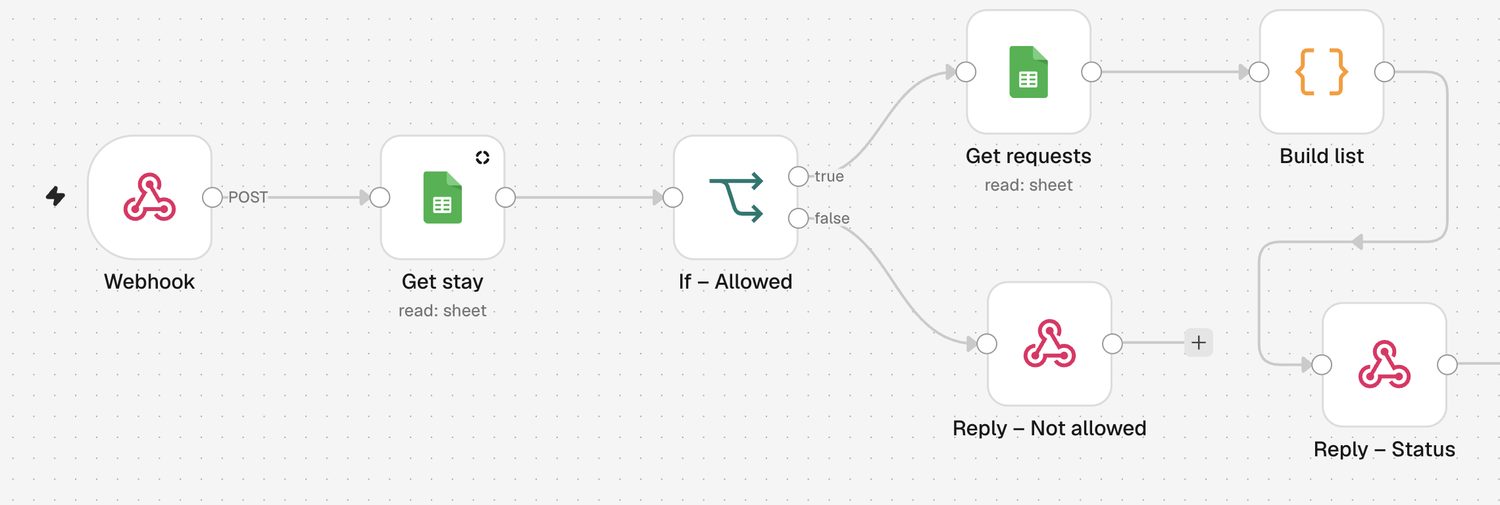 POST
Webhook
Get stay
read: sheet
true
false
If – Allowed
Get requests
read: sheet
{ }
Build list
Reply – Not allowed
+
Reply – Status